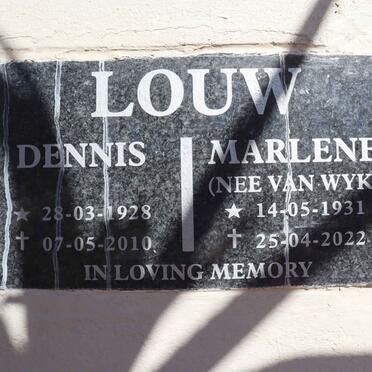 LOUW
DENNIS
★ 28-03-1928
✝ 07-05-2010
MARLENE
(NEE VAN WYK
★ 14-05-1931
✝ 25-04-2022
IN LOVING MEMORY